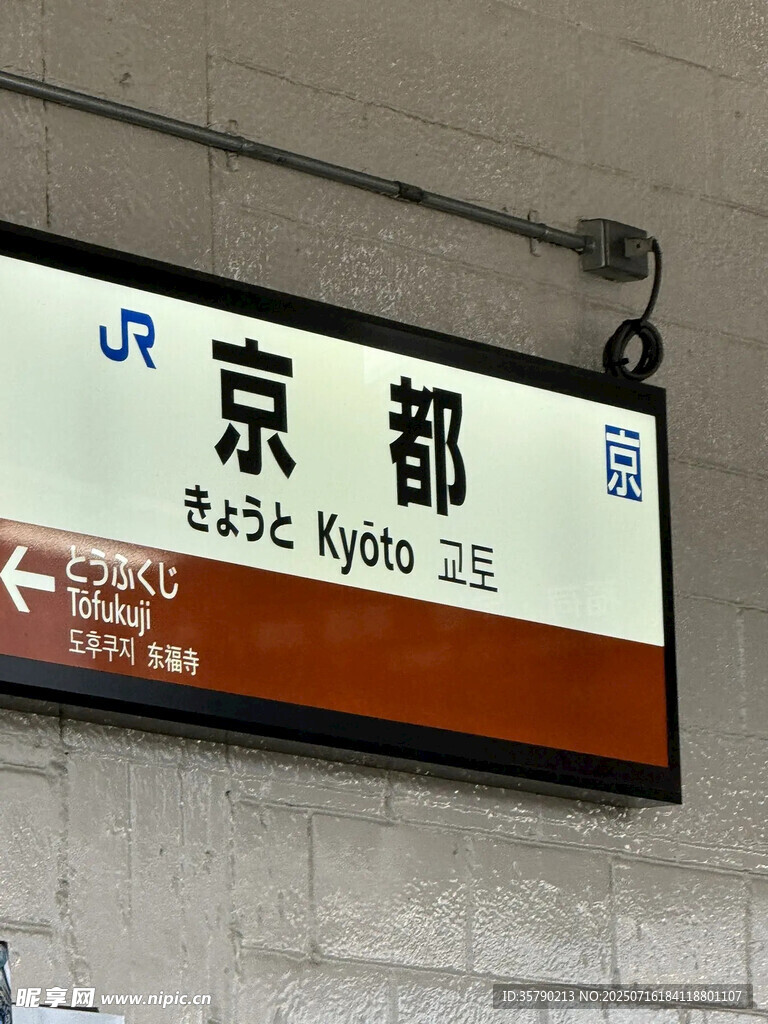 JR
京都
京
きょうと Kyōto 교토
← とうふくじ
Tōfukuji
도후쿠지 东福寺
昵享网 www.nipic.cn
ID:35790213 NO:20250716184118801107